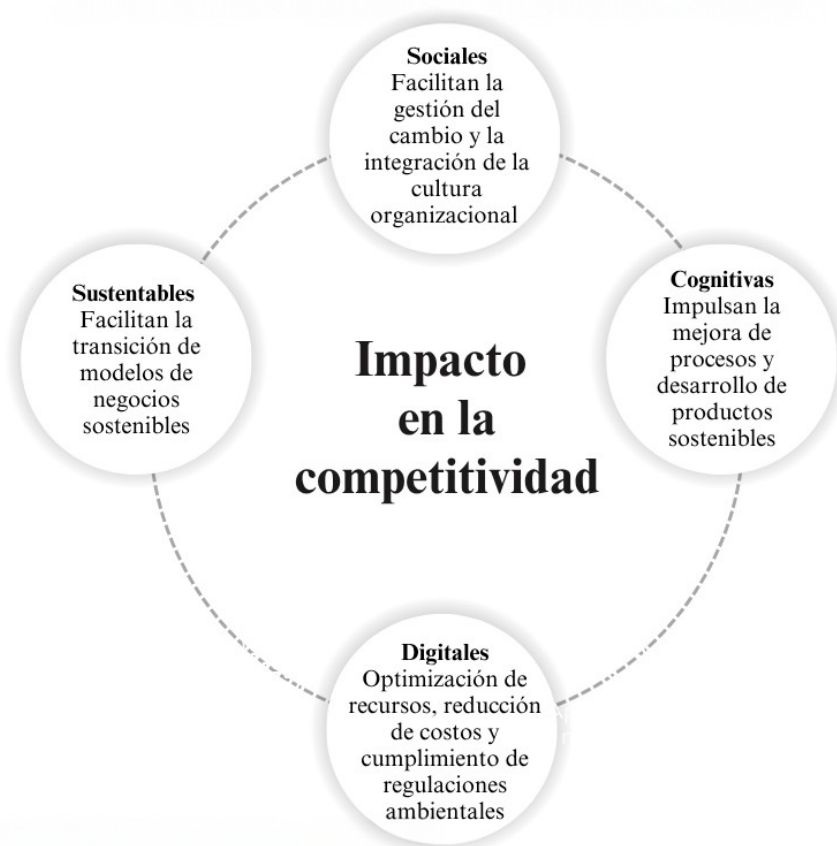 Sociales
Facilitan la
gestión del
cambio y la
integración de la
cultura
organizacional
Sustentables
Facilitan la
transición de
modelos de
negocios
sostenibles
Impacto
en la
competitividad
Cognitivas
Impulsan la
mejora de
procesos y
desarrollo de
productos
sostenibles
Digitales
Optimización de
recursos, reducción
de costos y
cumplimiento de
regulaciones
ambientales